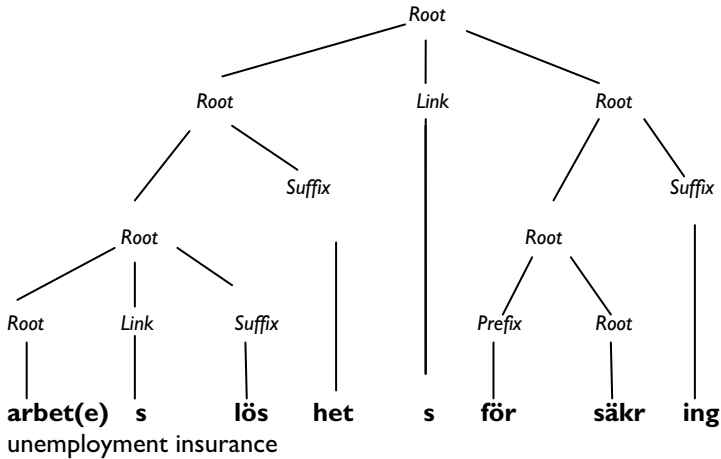 Root
Root Link Root
Suffix Suffix
Root Root
Root Link Suffix Prefix Root
arbet(e) s lös het s för säkr ing
unemployment insurance